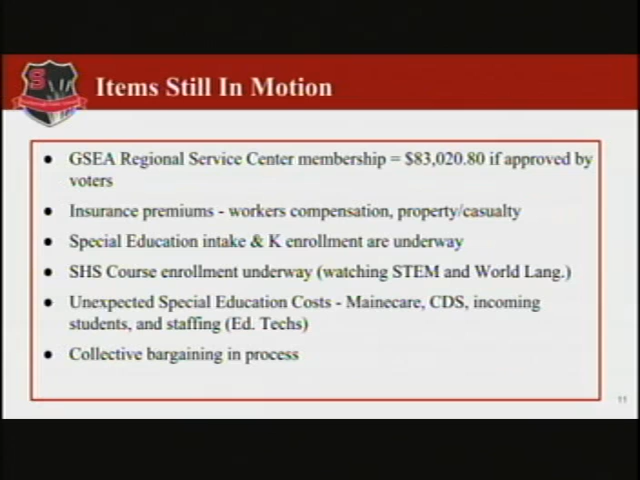 S
Items Still In Motion
● GSEA Regional Service Center membership = $83,020.80 if approved by
voters
● Insurance premiums - workers compensation, property/casualty
● Special Education intake & K enrollment are underway
● SHS Course enrollment underway (watching STEM and World Lang.)
● Unexpected Special Education Costs - Mainecare, CDS, incoming
students, and staffing (Ed. Techs)
● Collective bargaining in process
11